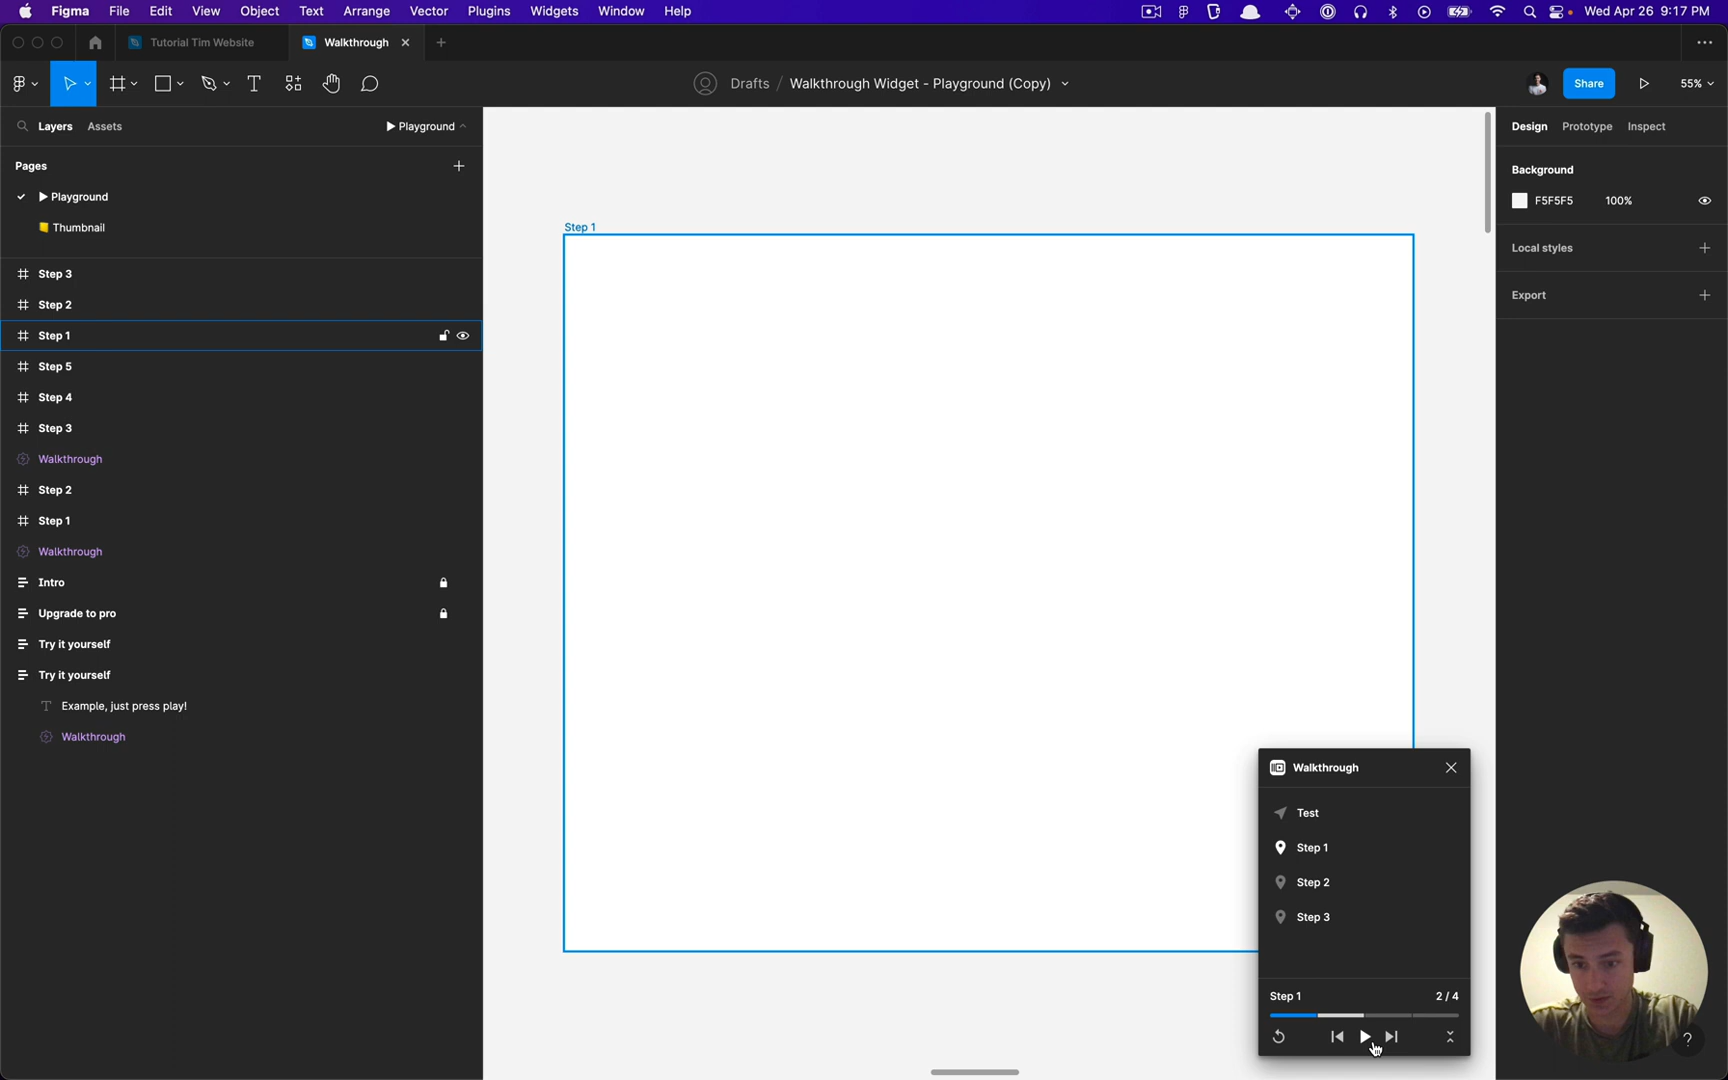 Figma File Edit View Object Text Arrange Vector Plugins Widgets Window Help Wed Apr 26 9:17 PM
Tutorial Tim Website Walkthrough
Drafts / Walkthrough Widget - Playground (Copy) Share 55%
Layers Assets Playground
Design Prototype Inspect
Pages
Playground
Thumbnail
Step 3
Step 2
Step 1
Step 5
Step 4
Step 3
Walkthrough
Step 2
Step 1
Walkthrough
Intro
Upgrade to pro
Try it yourself
Try it yourself
Example, just press play!
Walkthrough
Step 1
Background
F5F5F5 100%
Local styles
Export
Walkthrough
Test
Step 1
Step 2
Step 3
Step 1 2 / 4
?